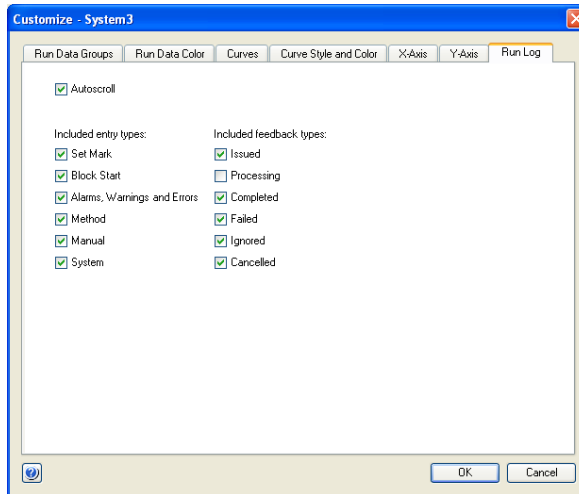 Customize - System3
Run Data Groups Run Data Color Curves Curve Style and Color X-Axis Y-Axis Run Log
Autoscroll
Included entry types: Included feedback types:
Set Mark Issued
Block Start Processing
Alarms, Warnings and Errors Completed
Method Failed
Manual Ignored
System Cancelled
OK Cancel